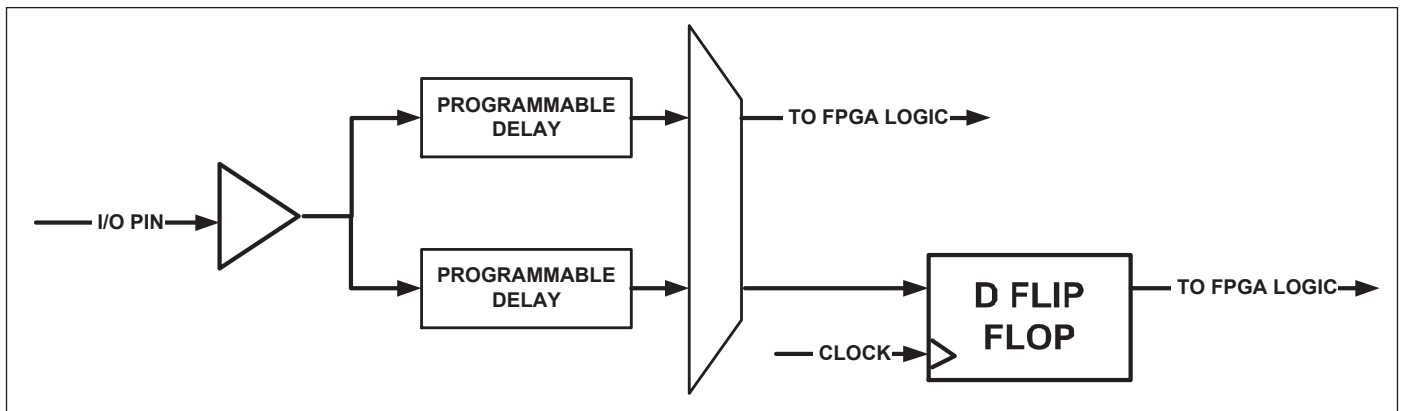 PROGRAMMABLE
DELAY
TO FPGA LOGIC
I/O PIN
PROGRAMMABLE
DELAY
D FLIP
FLOP
TO FPGA LOGIC
CLOCK